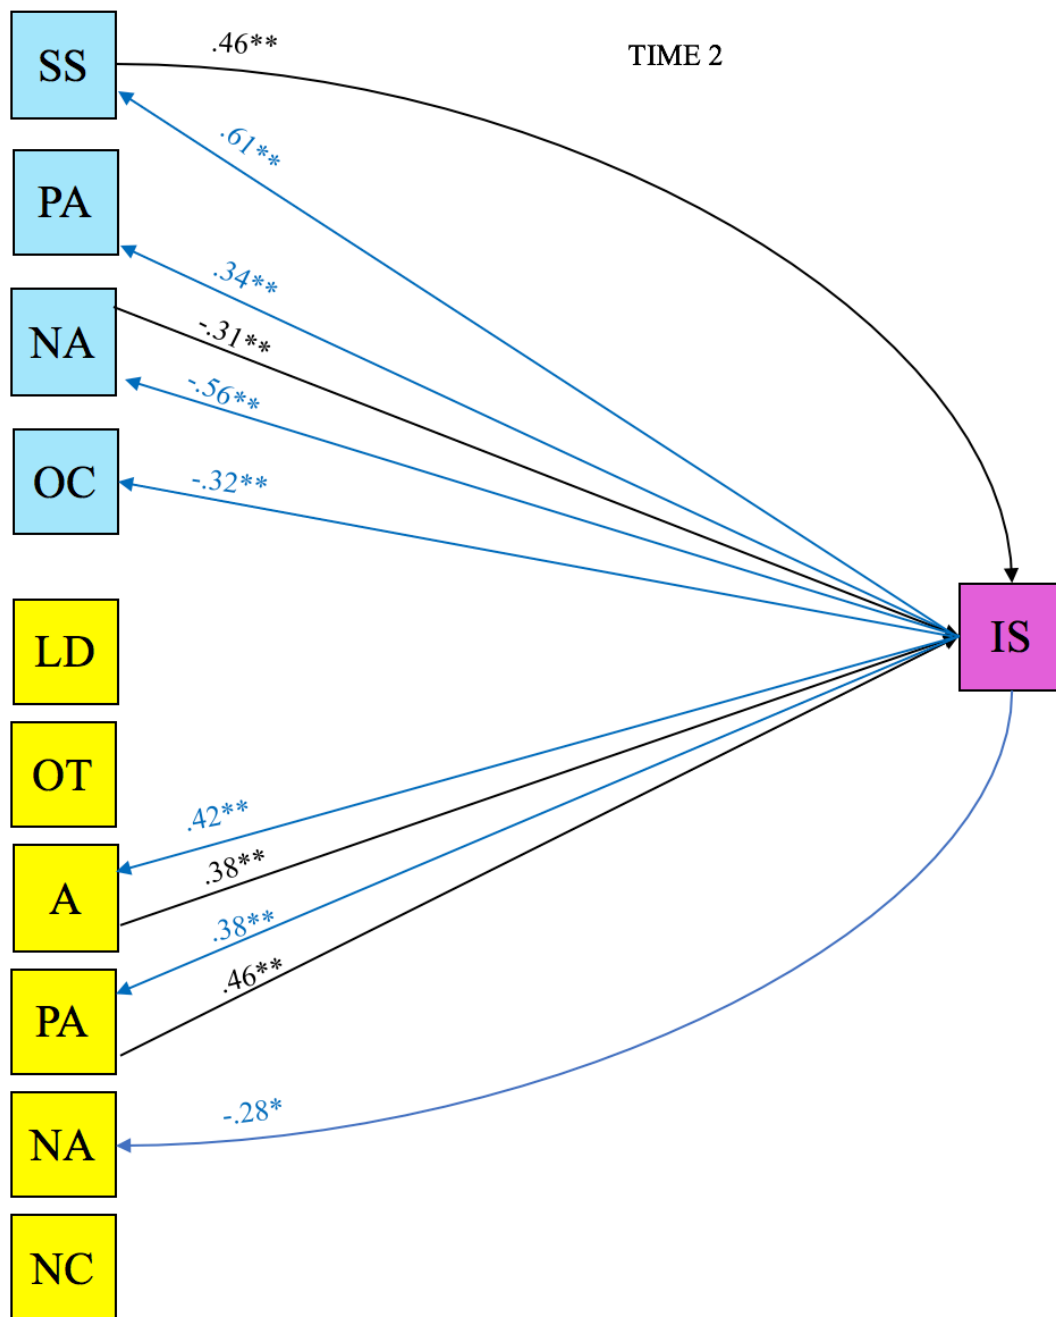 SS
.46**
TIME 2
.61**
PA
.34**
NA
-.31**
-.56**
OC
-.32**
LD
IS
OT
.42**
A
.38**
.38**
PA
.46**
NA
-.28*
NC